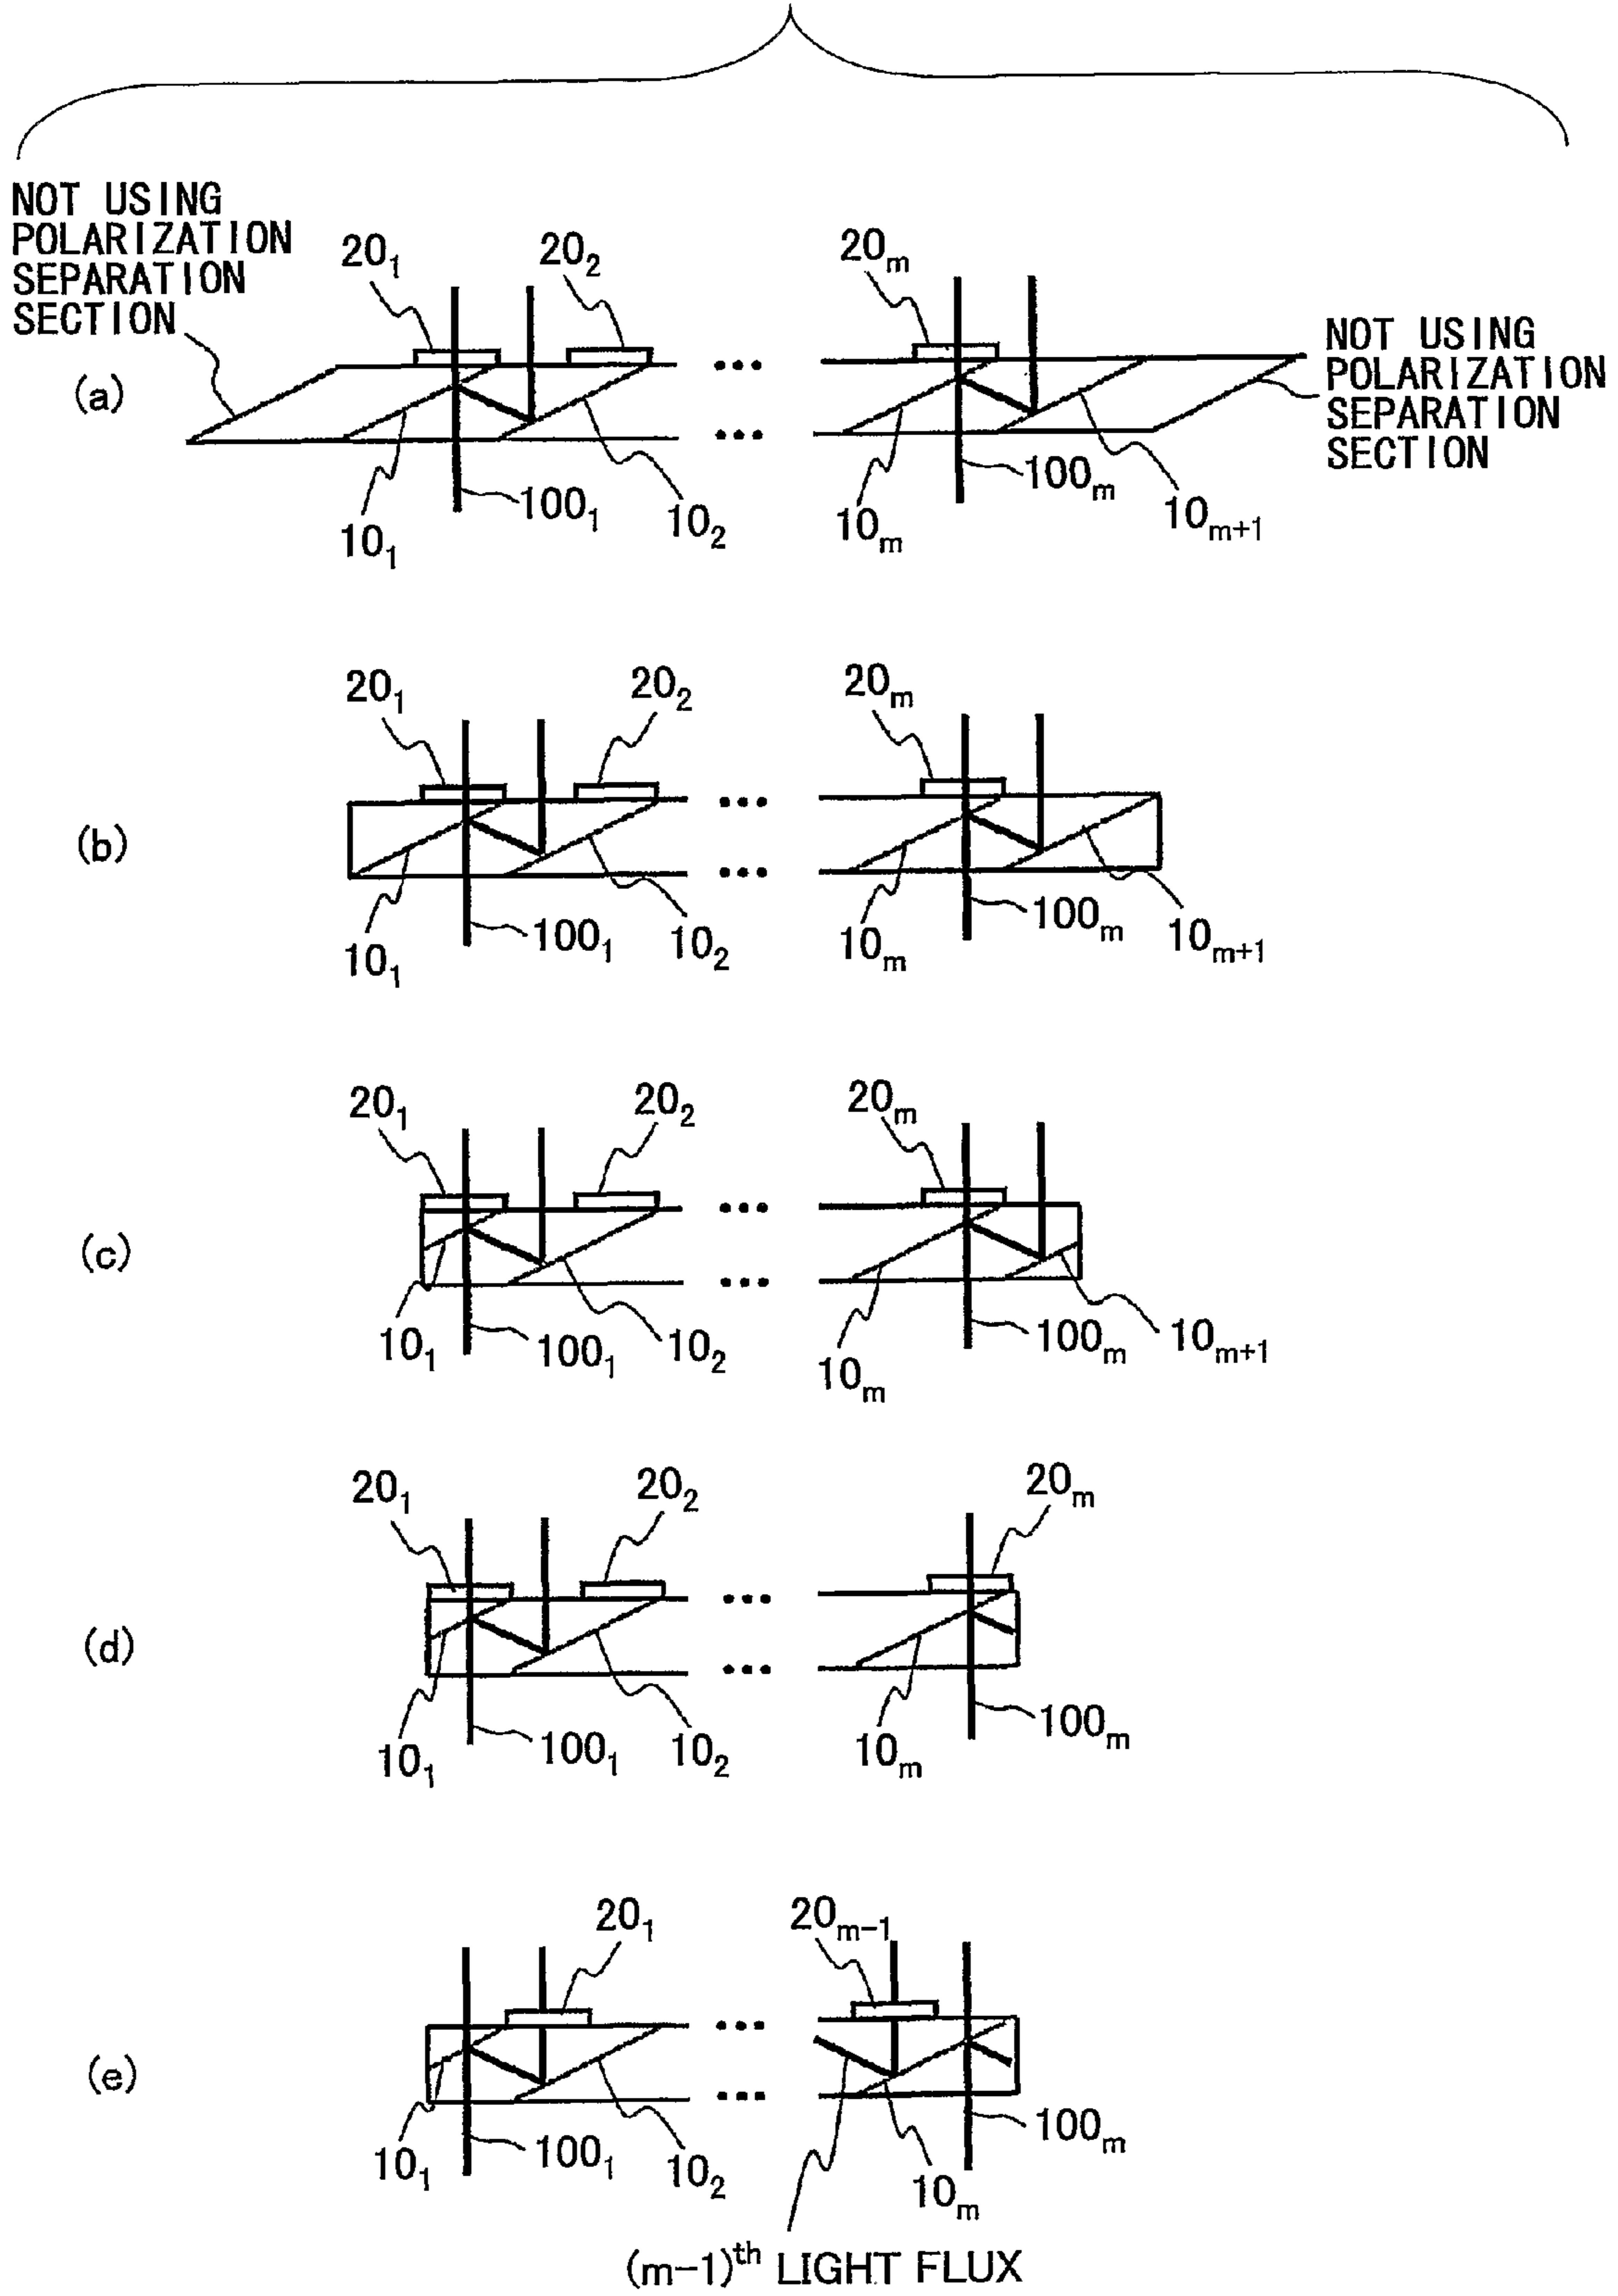 NOT USING
POLARIZATION
SEPARATION
SECTION
20₁
20₂
20ₘ
NOT USING
POLARIZATION
SEPARATION
SECTION
(a)
10₁
100₁
10₂
10ₘ
100ₘ
10ₘ₊₁
20₁
20₂
20ₘ
(b)
10₁
100₁
10₂
10ₘ
100ₘ
10ₘ₊₁
20₁
20₂
20ₘ
(c)
10₁
100₁
10₂
10ₘ
100ₘ
10ₘ₊₁
20₁
20₂
20ₘ
(d)
10₁
100₁
10₂
10ₘ
100ₘ
20₁
20ₘ₋₁
(e)
10₁
100₁
10₂
10ₘ
100ₘ
(m-1)ᵗʰ LIGHT FLUX